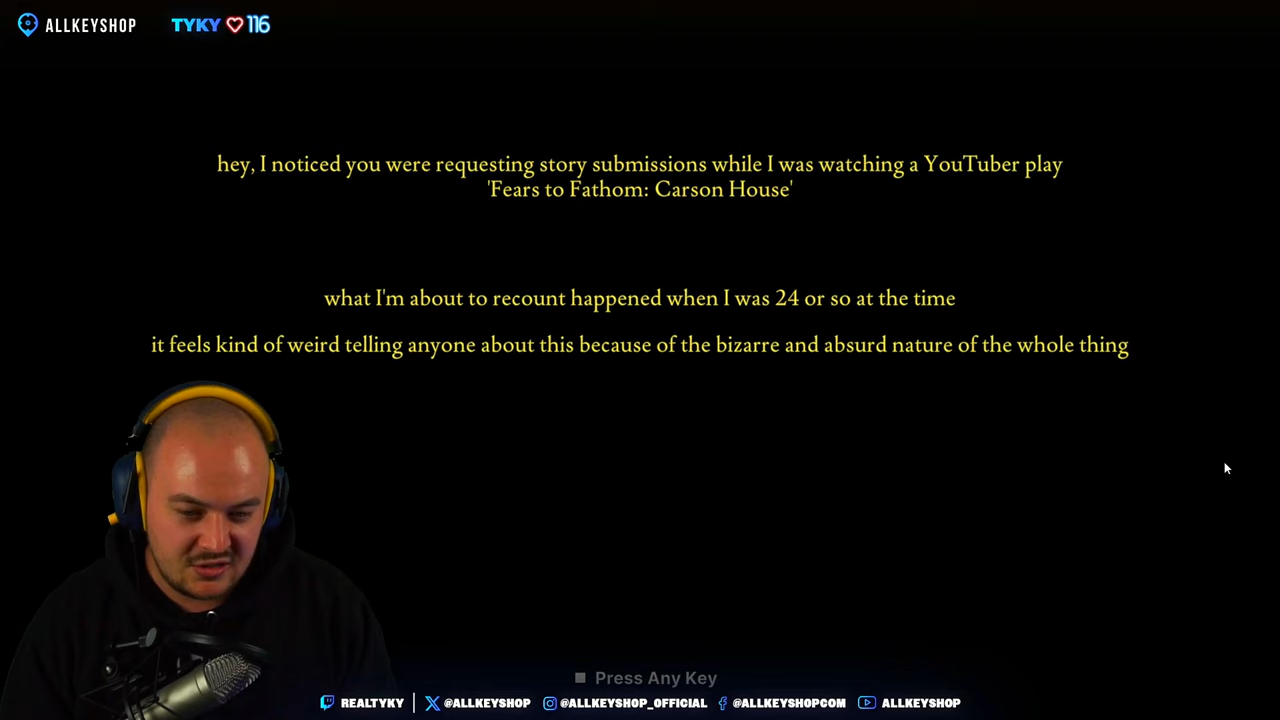 ALLKEYSHOP
TYKY 116
hey, I noticed you were requesting story submissions while I was watching a YouTuber play
'Fears to Fathom: Carson House'
what I'm about to recount happened when I was 24 or so at the time
it feels kind of weird telling anyone about this because of the bizarre and absurd nature of the whole thing
Press Any Key
REALTYKY
@ALLKEYSHOP
@ALLKEYSHOP_OFFICIAL
@ALLKEYSHOPCOM
ALLKEYSHOP